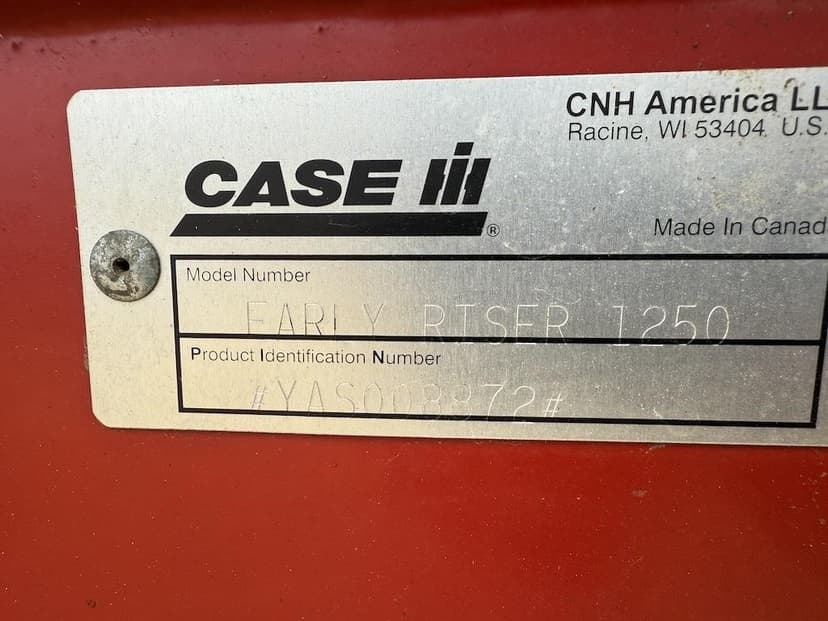 CNH America LL
Racine, WI 53404 U.S.
CASE IH
®
Made In Canad
Model Number
EARLY RISER 1250
Product Identification Number
#YAS008872#